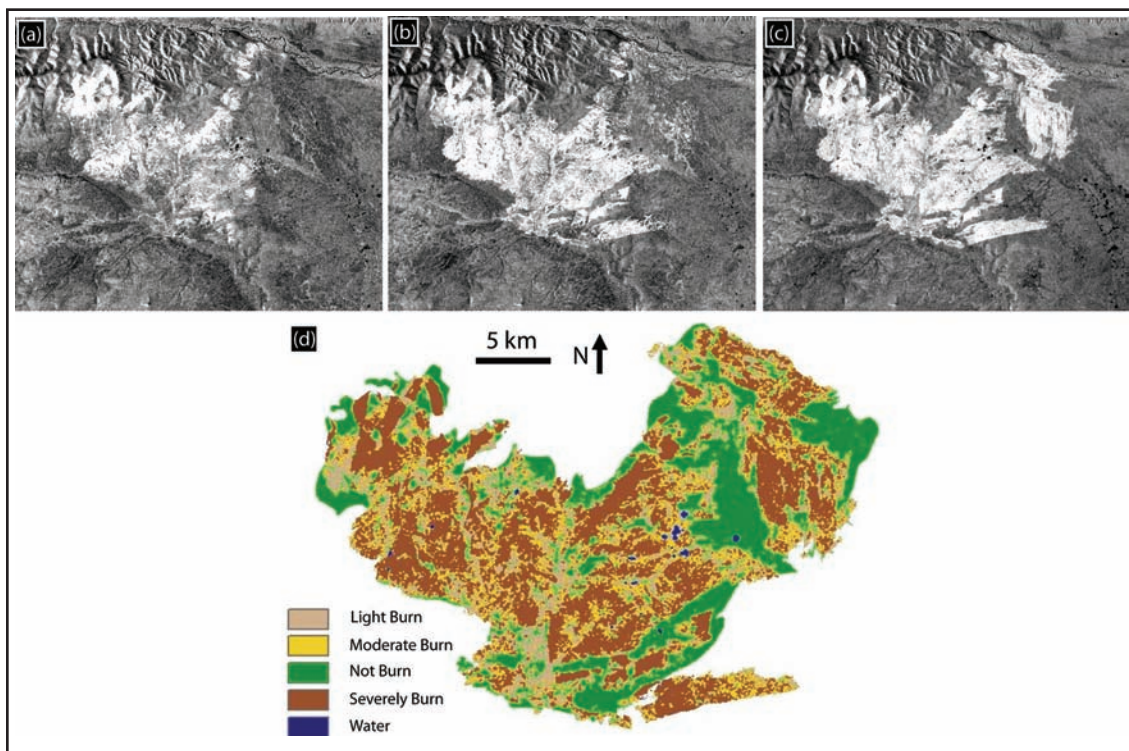 (a)
(b)
(c)
(d)
5 km
N
Light Burn
Moderate Burn
Not Burn
Severely Burn
Water